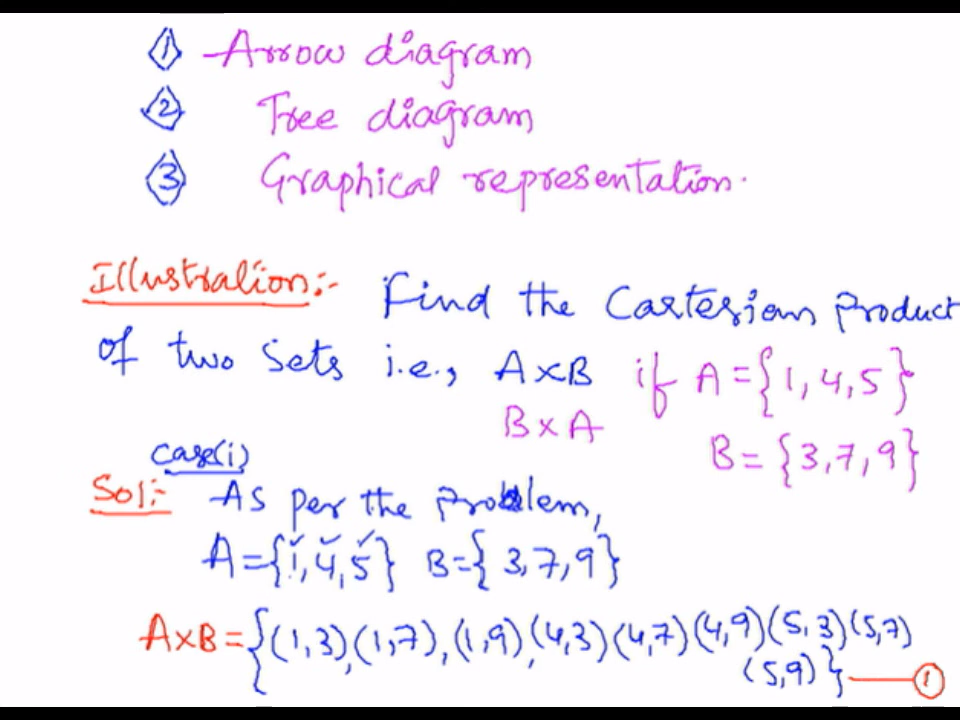 ① Arrow diagram
② Tree diagram
③ Graphical representation.
Illustration:- Find the Cartesian Product
of two sets i.e., A×B if A={1,4,5}
B×A B={3,7,9}
case(i)
Sol:- As per the problem,
A={1,4,5} B={3,7,9}
A×B={(1,3),(1,7),(1,9),(4,3)(4,7)(4,9)(5,3)(5,7)
(5,9)} — ①